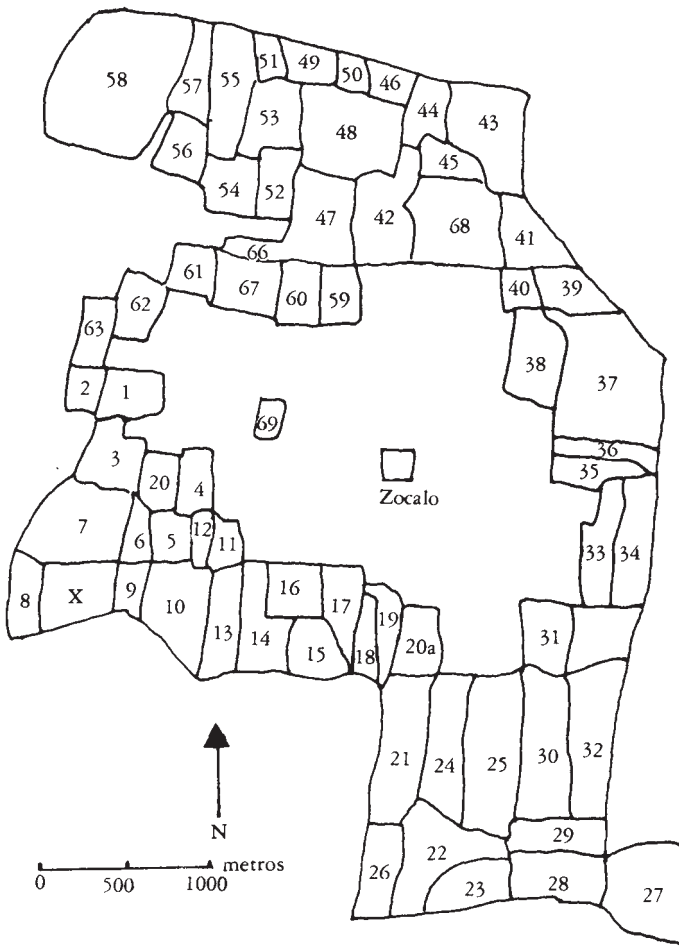 51 49 50 46
58 57 55 53 48 44 43
56 45
54 52 47 42 68 41
66
61 67 60 59 40 39
62
63 38 37
2 1
69
36
3 35
20 4 Zocalo
7 6 5 12 11 33 34
8 X 9 10 16 17 19
13 14 15 18 20a 31
21 24 25 30 32
N
29
metros 22
0 500 1000 26 23 28 27